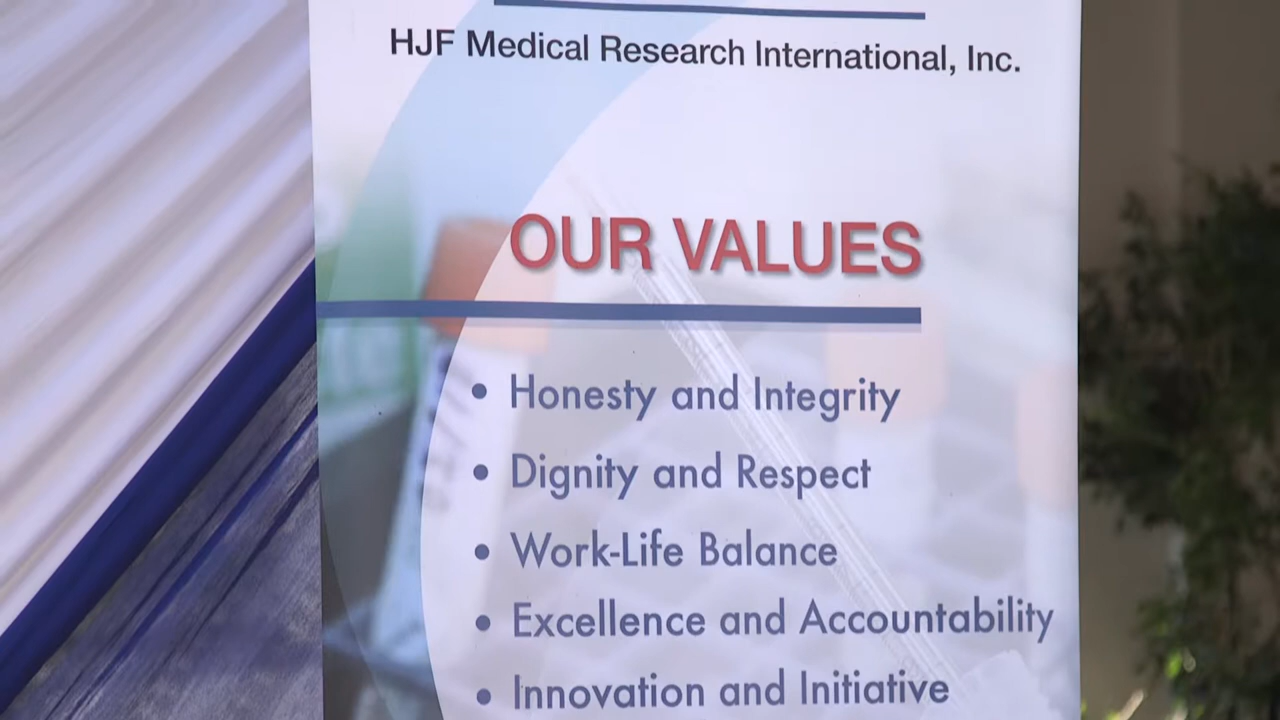 HJF Medical Research International, Inc.
OUR VALUES
• Honesty and Integrity
• Dignity and Respect
• Work-Life Balance
• Excellence and Accountability
• Innovation and Initiative